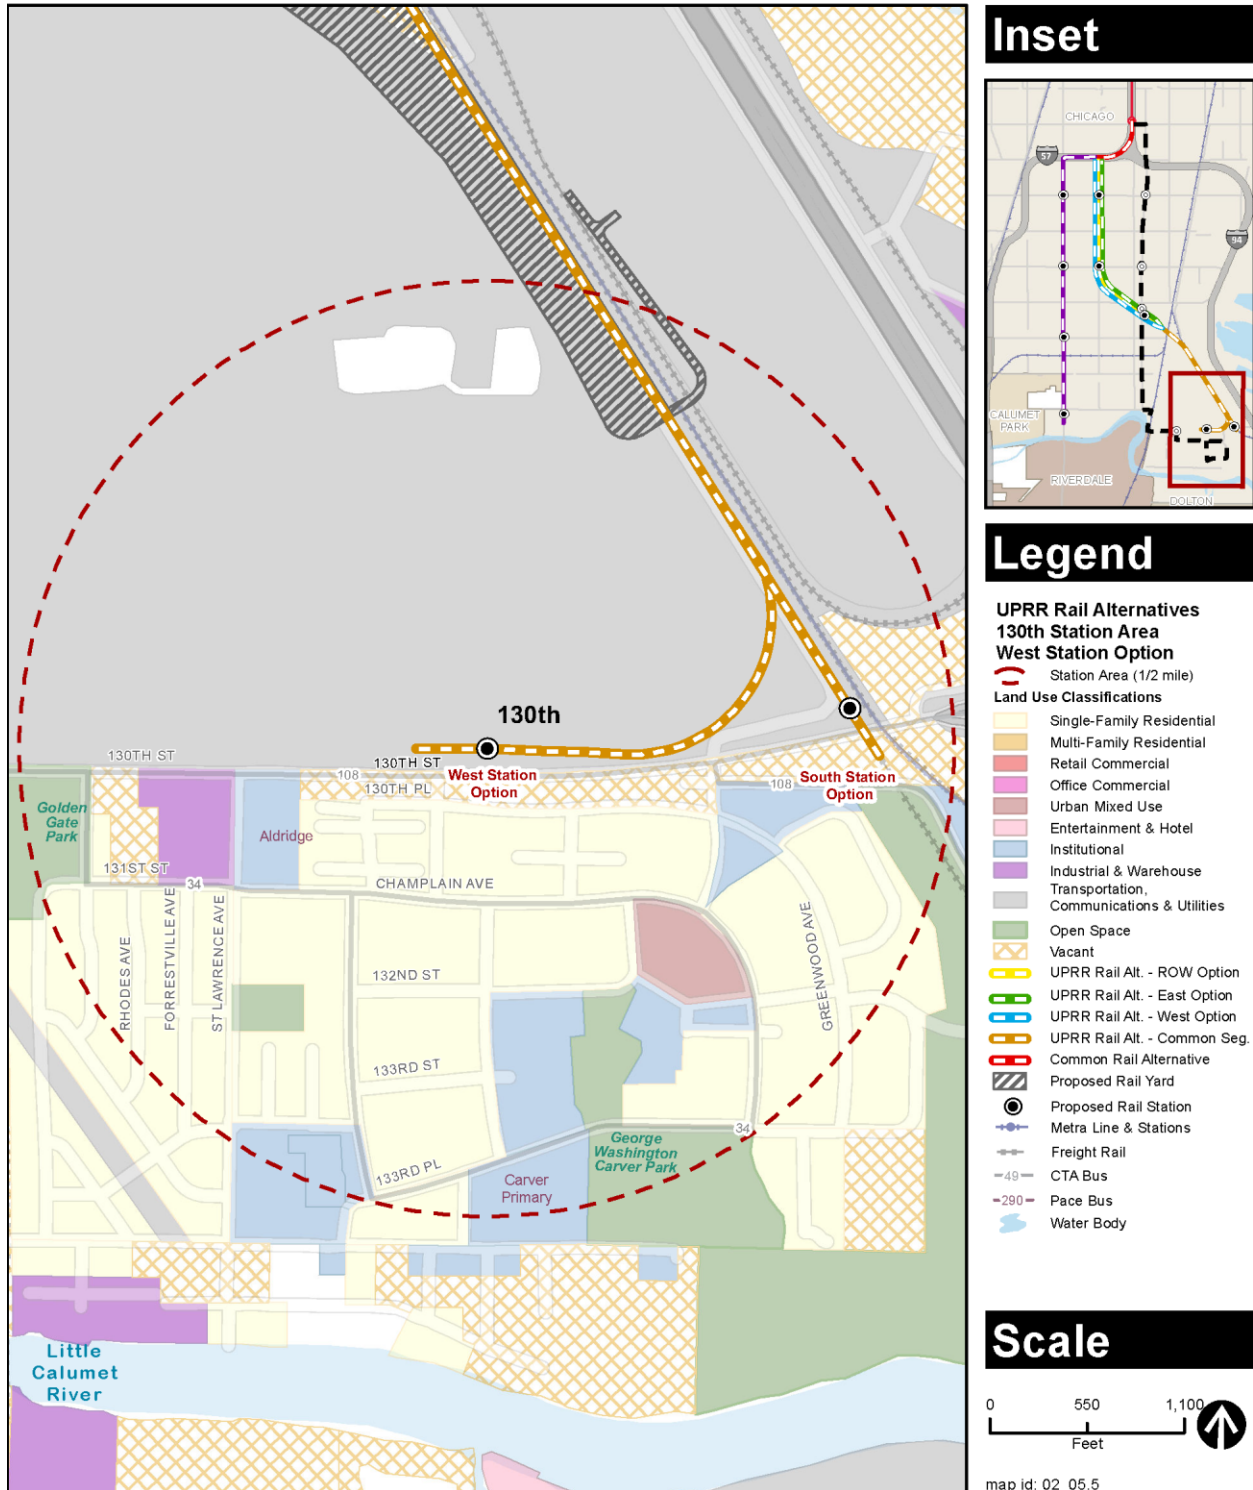 130th
130TH ST
130TH ST
108
130TH PL
West Station
Option
South Station
Option
108
Golden
Gate
Park
Aldridge
131ST ST
34
CHAMPLAIN AVE
RHODES AVE
FORRESTVILLE AVE
ST LAWRENCE AVE
GREENWOOD AVE
132ND ST
133RD ST
133RD PL
34
George
Washington
Carver Park
Carver
Primary
Little
Calumet
River
Inset
CHICAGO
57
94
CALUMET
PARK
RIVERDALE
DOLTON
Legend
UPRR Rail Alternatives
130th Station Area
West Station Option
Station Area (1/2 mile)
Land Use Classifications
Single-Family Residential
Multi-Family Residential
Retail Commercial
Office Commercial
Urban Mixed Use
Entertainment & Hotel
Institutional
Industrial & Warehouse
Transportation,
Communications & Utilities
Open Space
Vacant
UPRR Rail Alt. - ROW Option
UPRR Rail Alt. - East Option
UPRR Rail Alt. - West Option
UPRR Rail Alt. - Common Seg.
Common Rail Alternative
Proposed Rail Yard
Proposed Rail Station
Metra Line & Stations
Freight Rail
49 CTA Bus
290 Pace Bus
Water Body
Scale
0 550 1,100
Feet
map id: 02_05.5